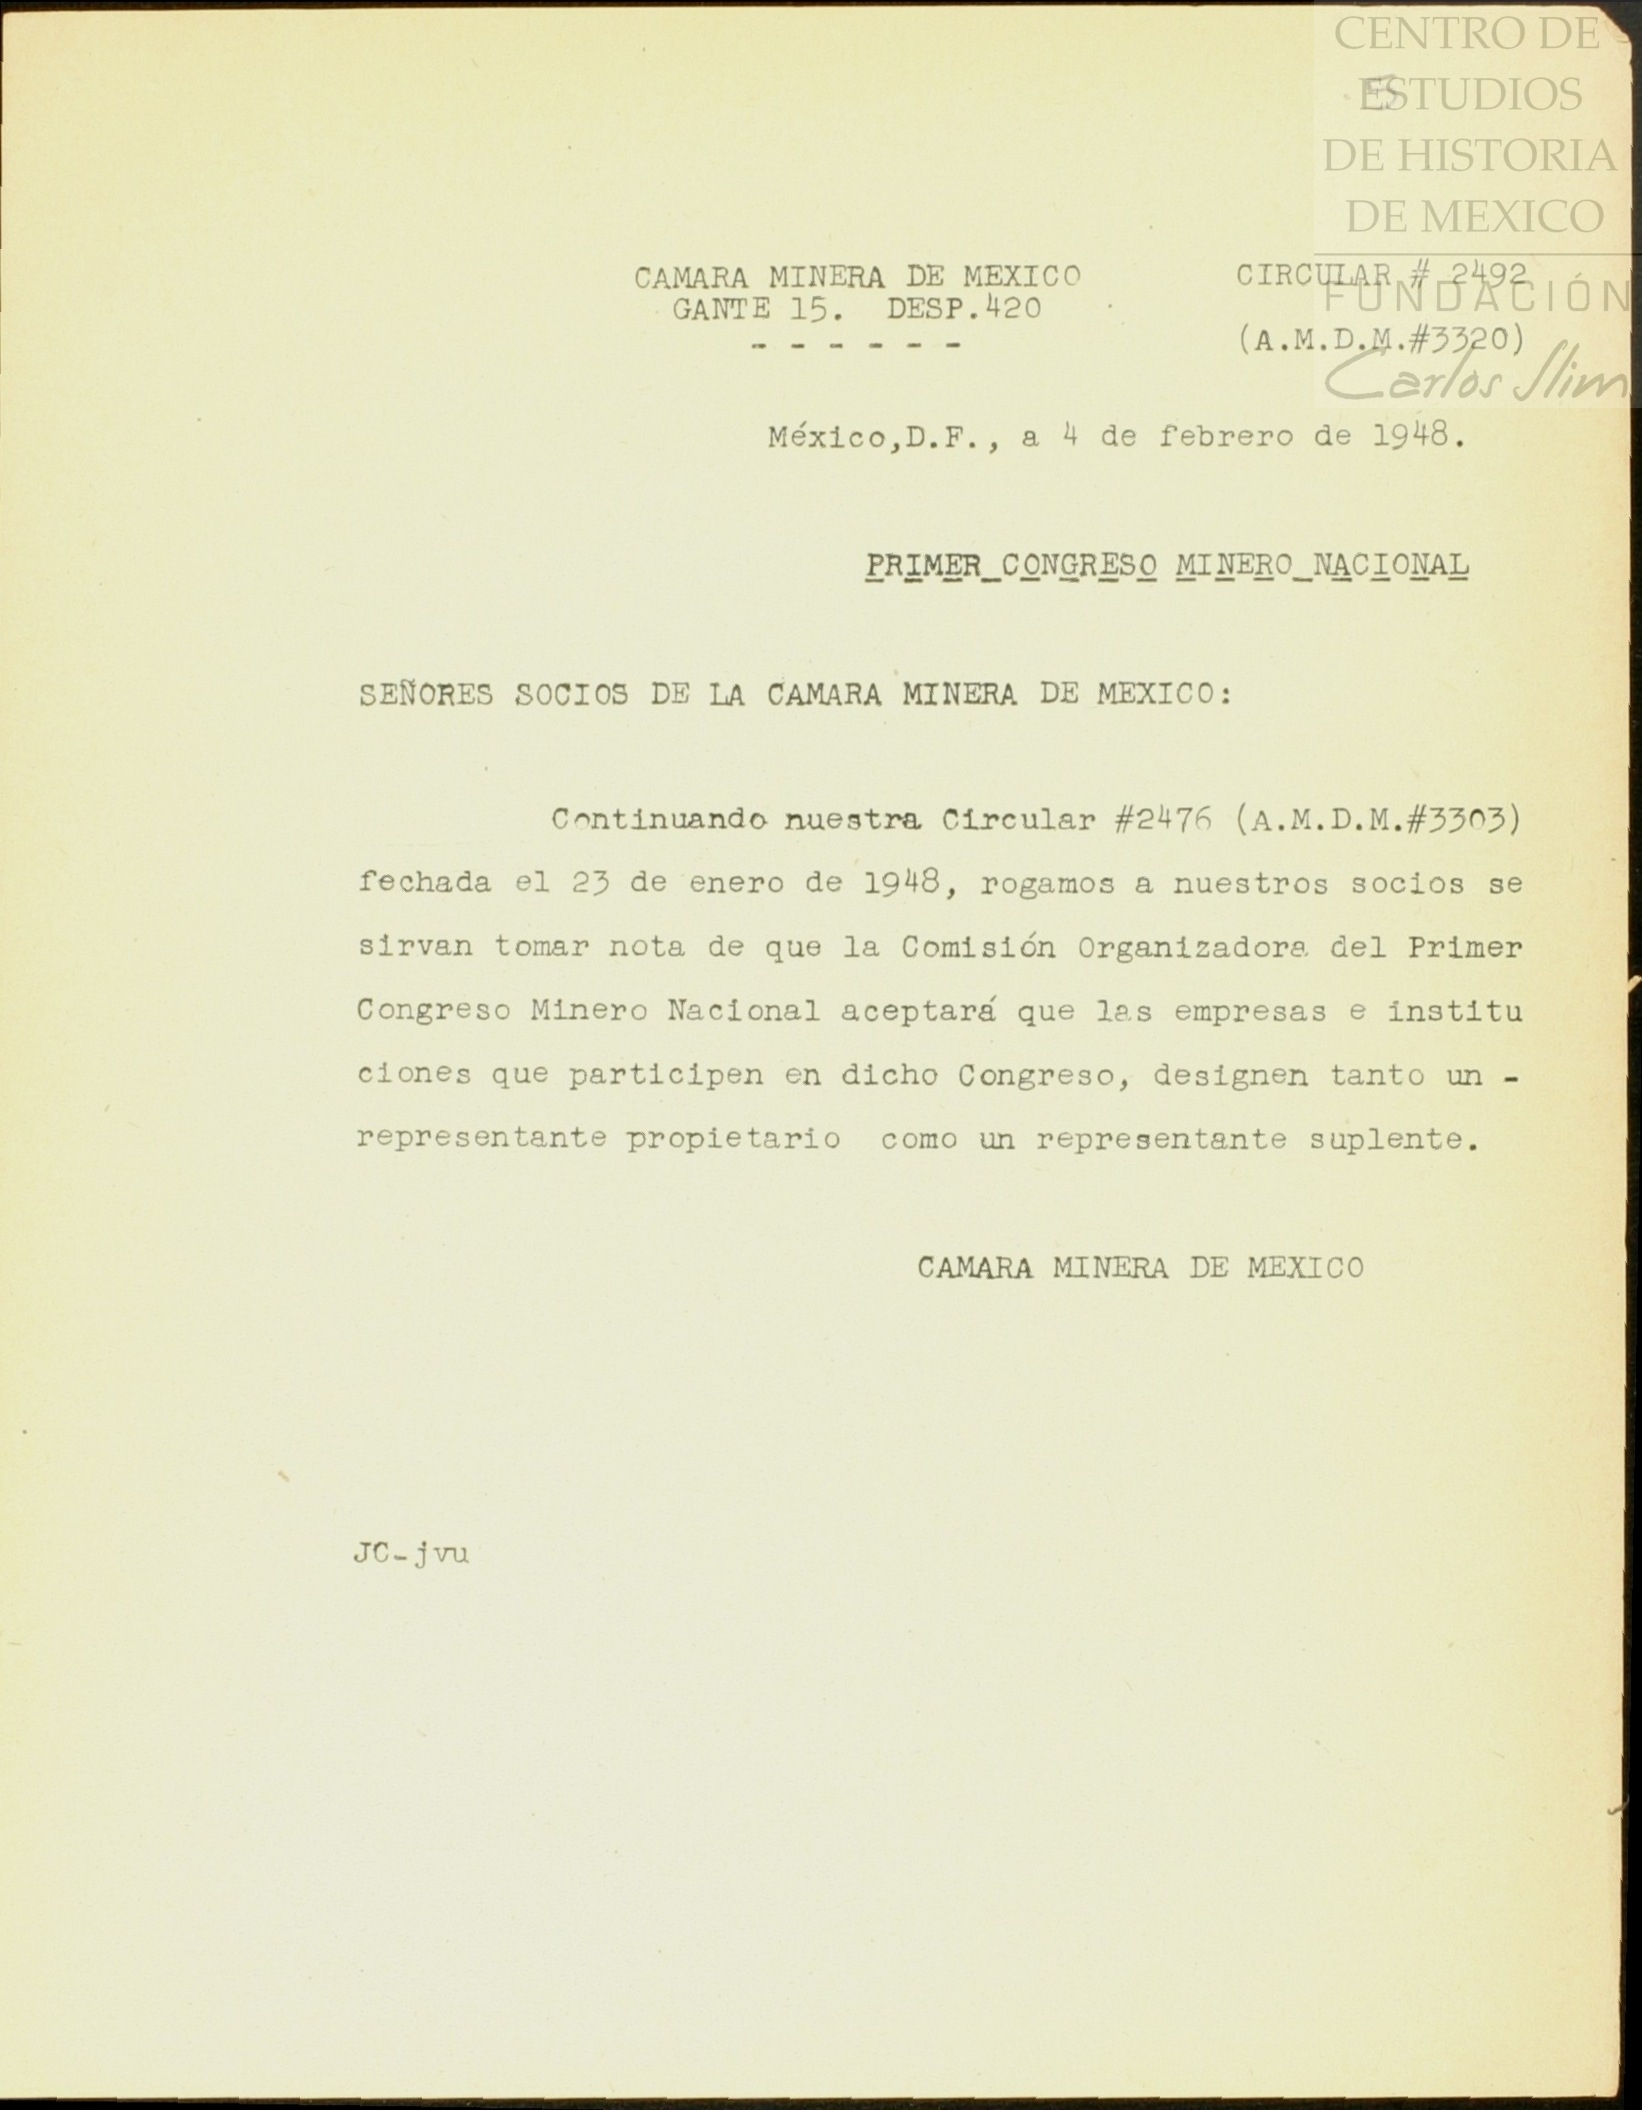 CENTRO DE
ESTUDIOS
DE HISTORIA
DE MEXICO
FUNDACIÓN
Carlos Slim
CAMARA MINERA DE MEXICO
GANTE 15. DESP.420
- - - - - -
CIRCULAR # 2492
(A.M.D.M.#3320)
México,D.F., a 4 de febrero de 1948.
PRIMER CONGRESO MINERO NACIONAL
SEÑORES SOCIOS DE LA CAMARA MINERA DE MEXICO:
Continuando nuestra Circular #2476 (A.M.D.M.#3303)
fechada el 23 de enero de 1948, rogamos a nuestros socios se
sirvan tomar nota de que la Comisión Organizadora del Primer
Congreso Minero Nacional aceptará que las empresas e institu
ciones que participen en dicho Congreso, designen tanto un -
representante propietario como un representante suplente.
CAMARA MINERA DE MEXICO
JC-jvu